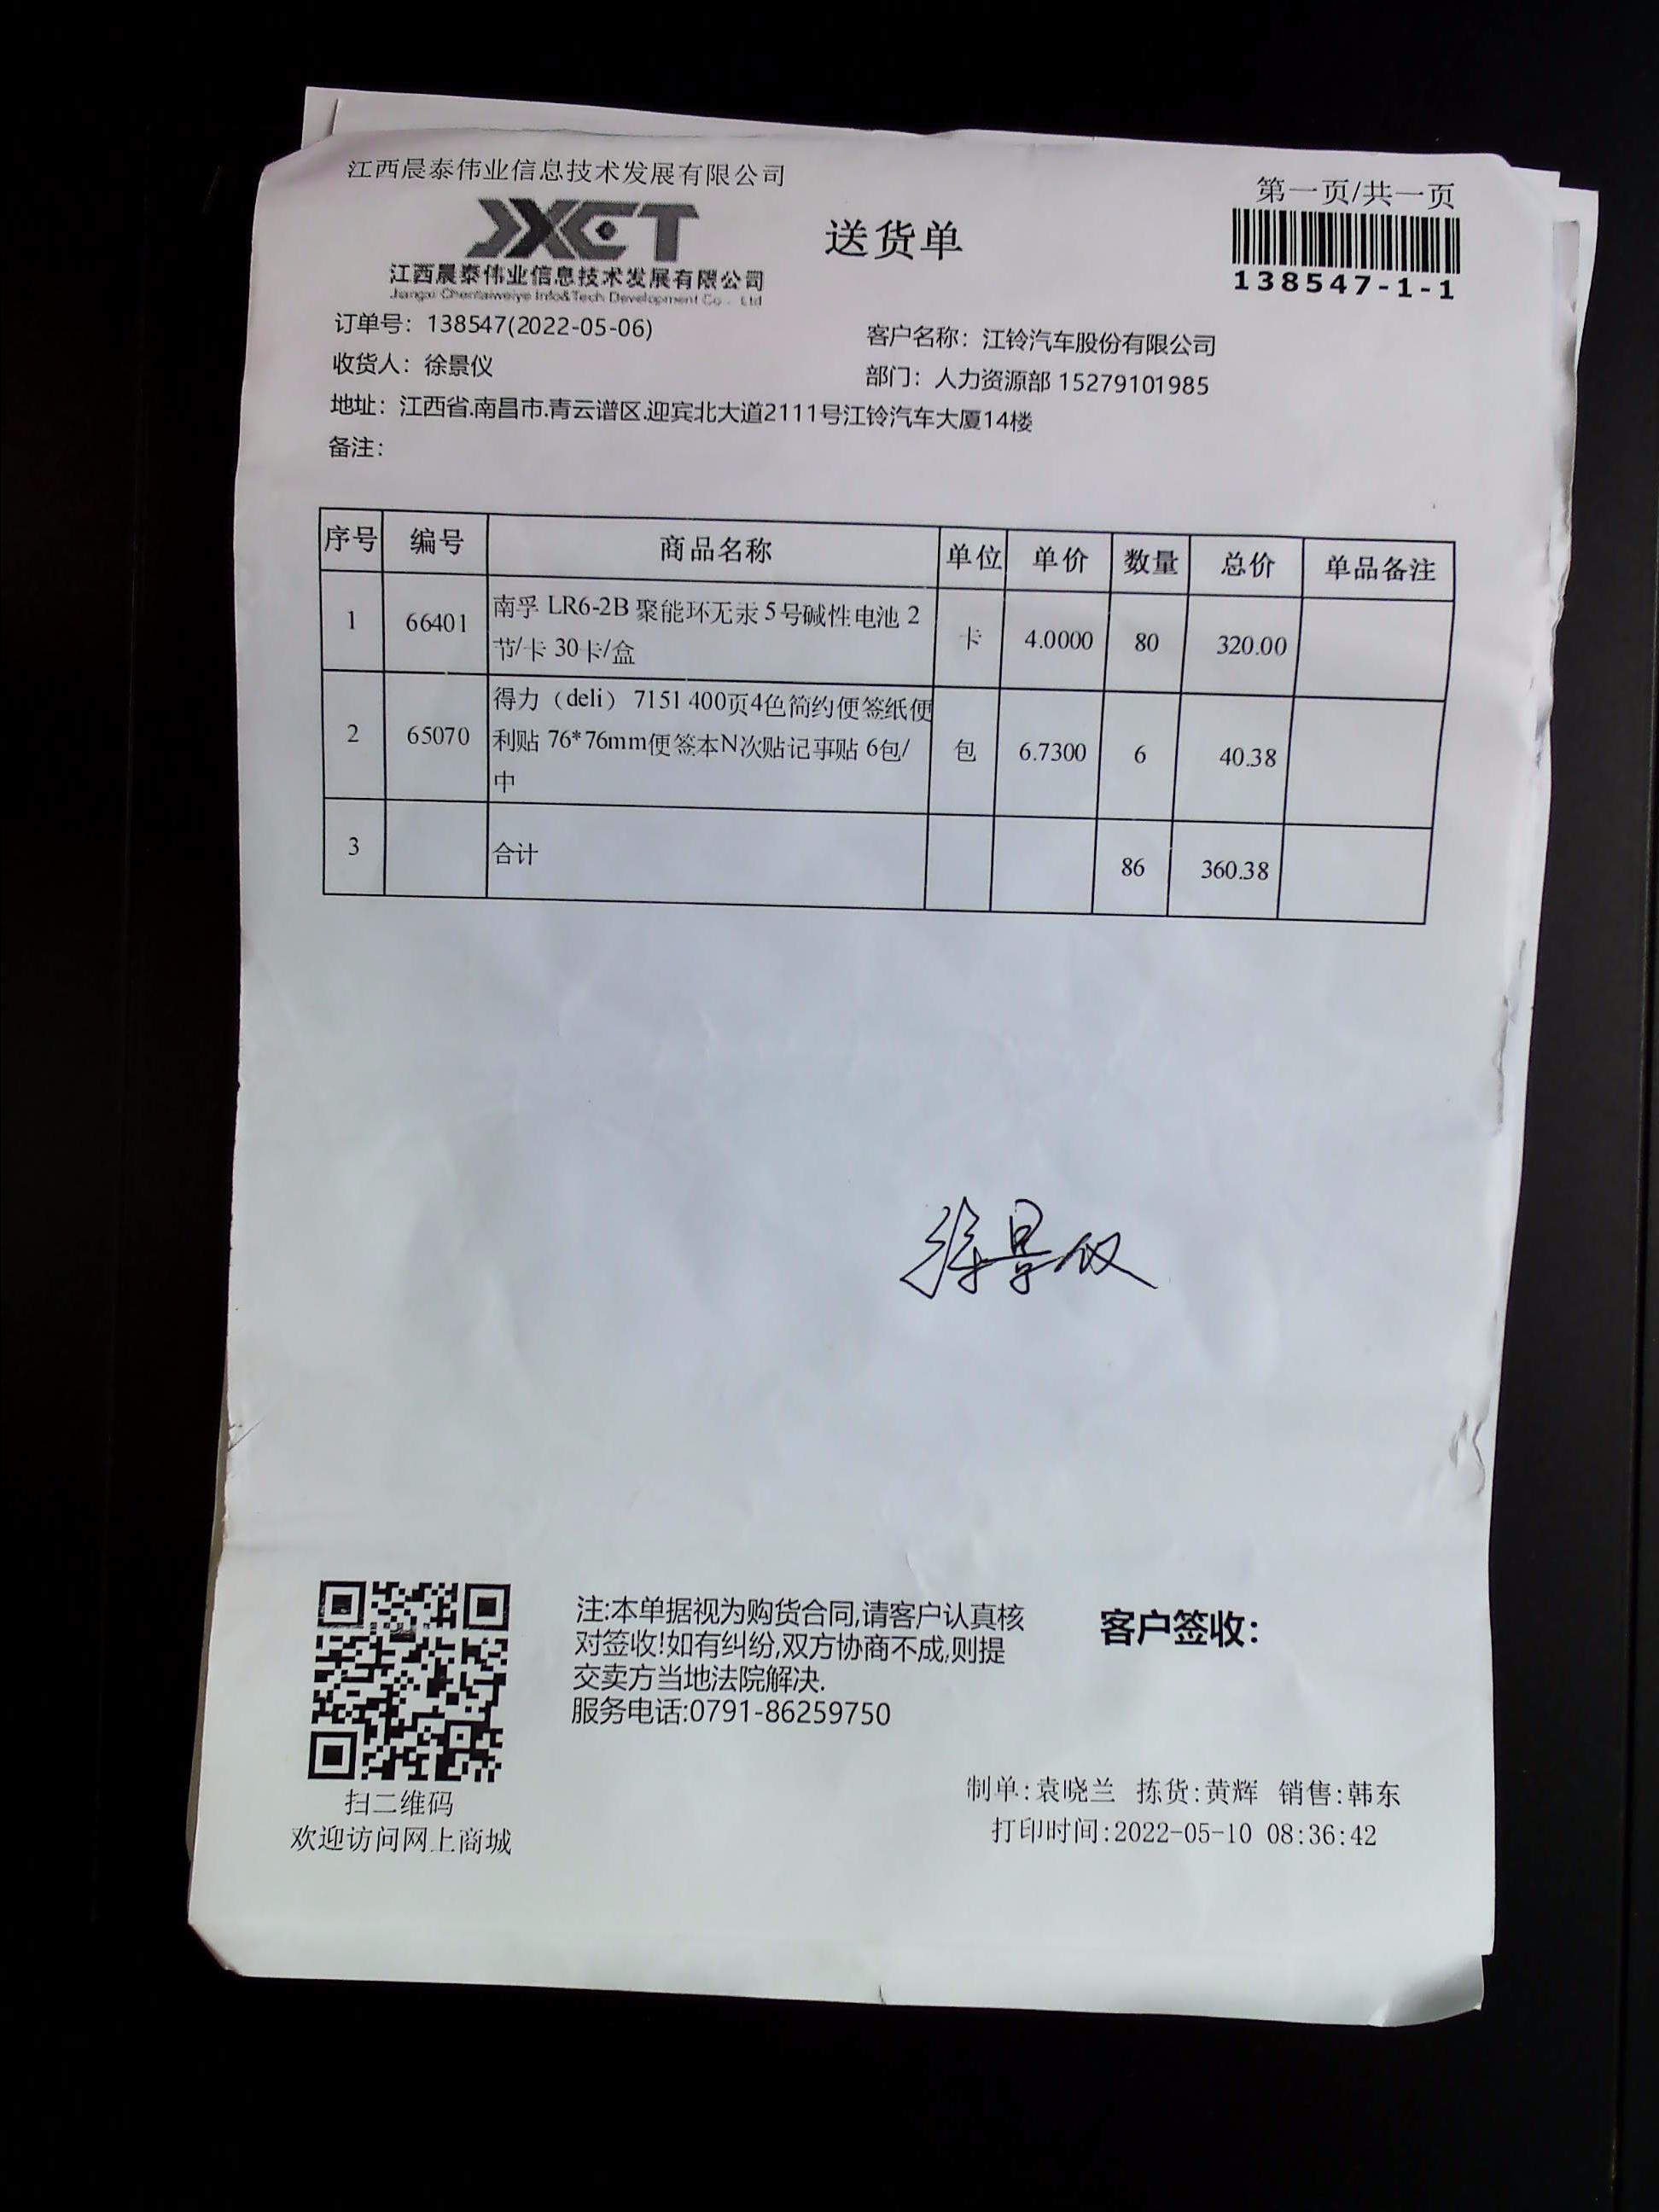 江西晨泰伟业信息技术发展有限公司
第一页/共一页
JXCT
送货单
江西晨泰伟业信息技术发展有限公司
Jiangxi Chentaiweiye Info&Tech Development Co., Ltd
138547-1-1
订单号：138547(2022-05-06)
客户名称：江铃汽车股份有限公司
收货人：徐景仪
部门：人力资源部 15279101985
地址：江西省.南昌市.青云谱区.迎宾北大道2111号江铃汽车大厦14楼
备注：
序号 编号 商品名称 单位 单价 数量 总价 单品备注
1 66401 南孚 LR6-2B 聚能环无汞 5号碱性电池 2
节/卡 30卡/盒 卡 4.0000 80 320.00
2 65070 得力（deli） 7151 400页4色简约便签纸便
利贴 76*76mm便签本N次贴记事贴 6包/
中 包 6.7300 6 40.38
3 合计 86 360.38
徐景仪
注:本单据视为购货合同,请客户认真核
对签收!如有纠纷,双方协商不成,则提
交卖方当地法院解决.
服务电话:0791-86259750
客户签收：
扫二维码
欢迎访问网上商城
制单:袁晓兰 拣货:黄辉 销售:韩东
打印时间:2022-05-10 08:36:42